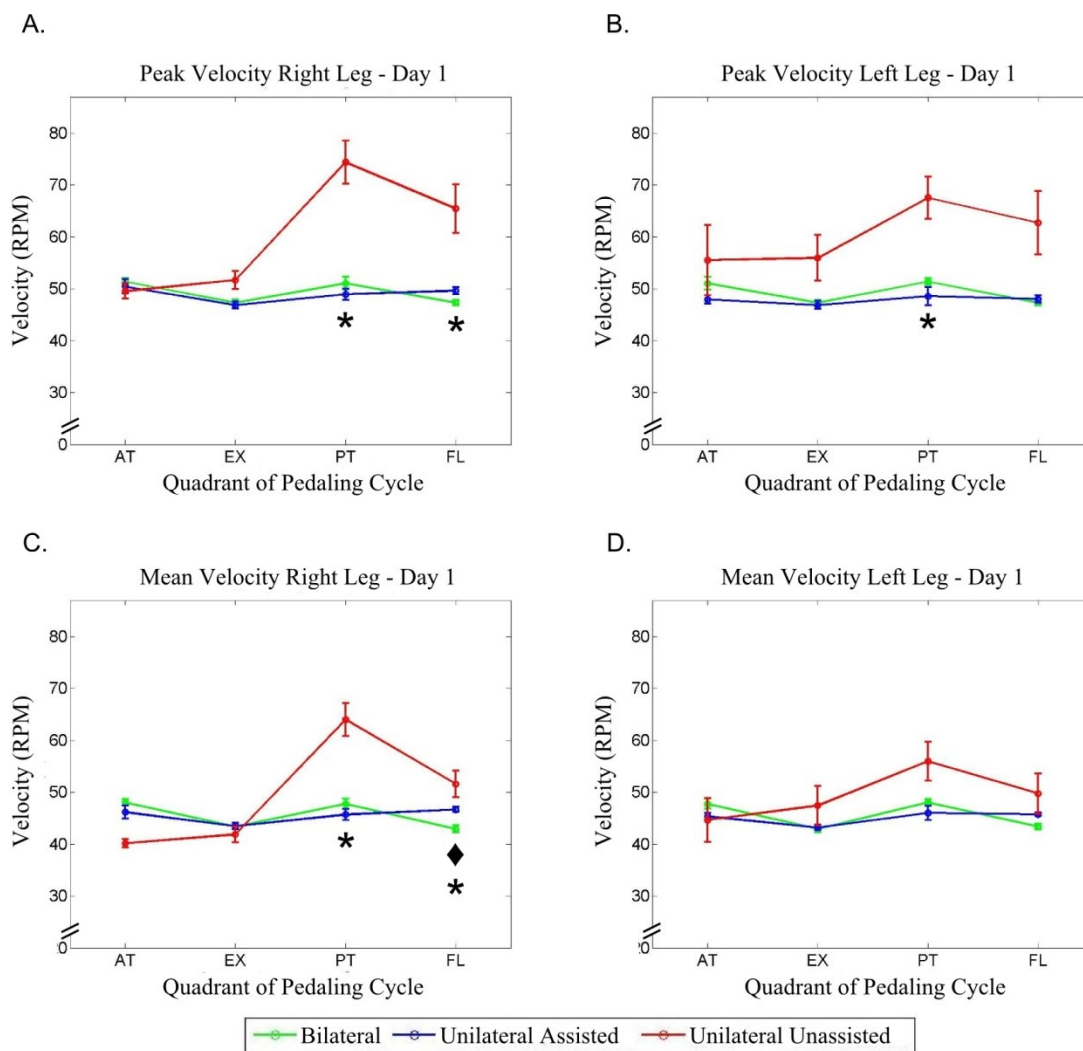 A.
Peak Velocity Right Leg - Day 1
Velocity (RPM)
80
70
60
50
40
30
0
AT EX PT FL
* *
Quadrant of Pedaling Cycle
B.
Peak Velocity Left Leg - Day 1
Velocity (RPM)
80
70
60
50
40
30
0
AT EX PT FL
*
Quadrant of Pedaling Cycle
C.
Mean Velocity Right Leg - Day 1
Velocity (RPM)
80
70
60
50
40
30
0
AT EX PT FL
* ♦
*
Quadrant of Pedaling Cycle
D.
Mean Velocity Left Leg - Day 1
Velocity (RPM)
80
70
60
50
40
30
0
AT EX PT FL
Quadrant of Pedaling Cycle
Bilateral Unilateral Assisted Unilateral Unassisted